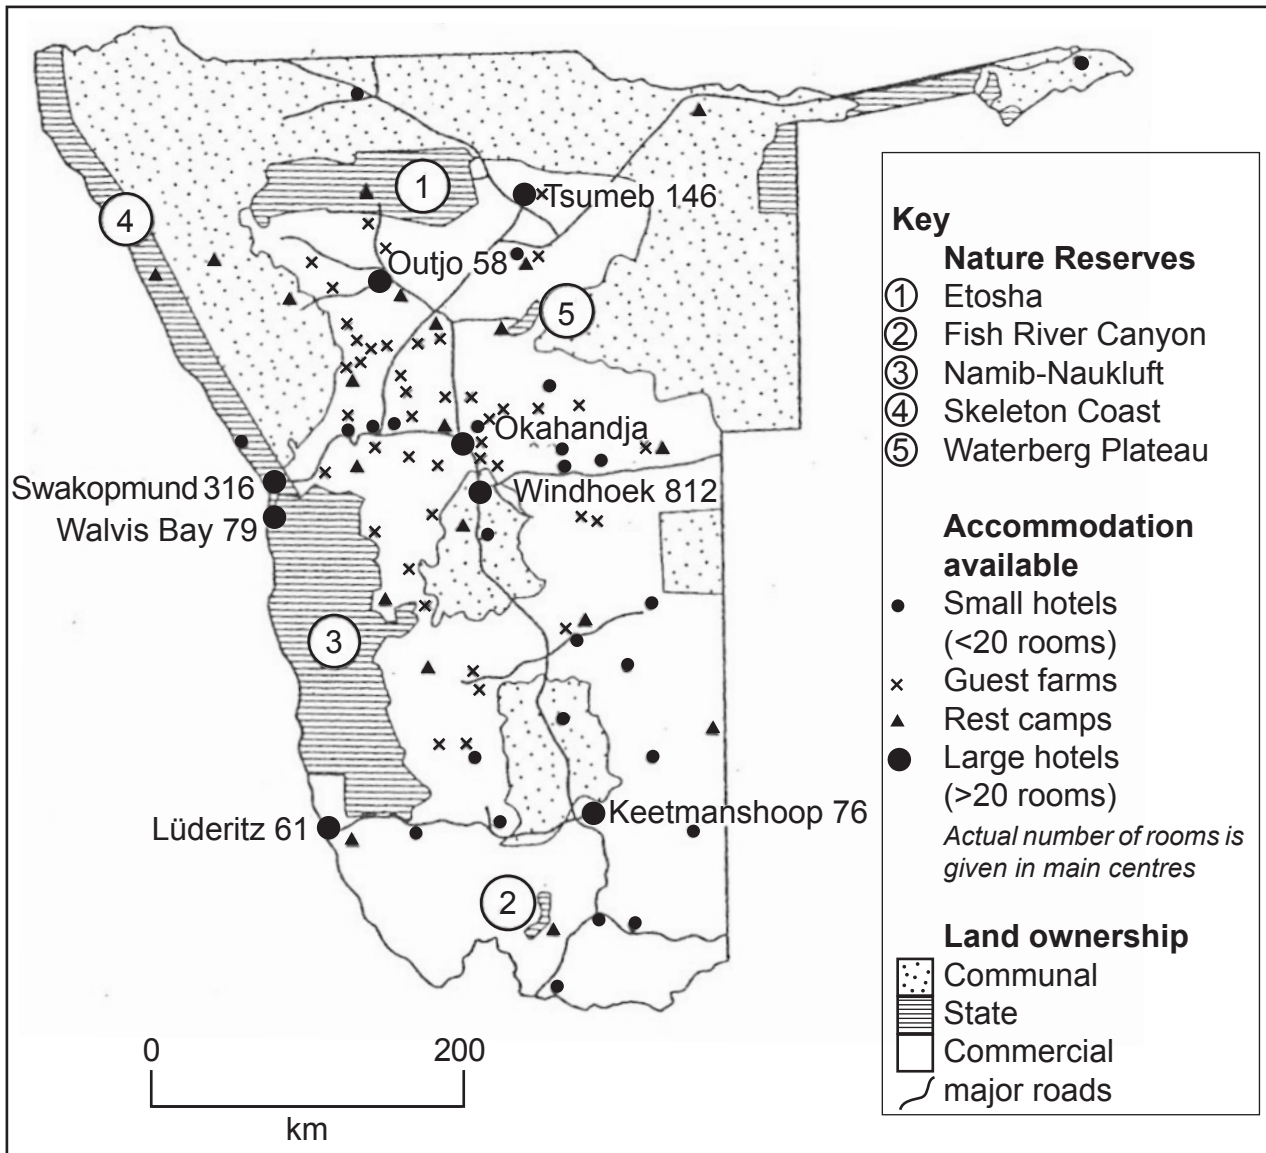 1
Tsumeb 146
4
Outjo 58
5
Okahandja
Swakopmund 316
Windhoek 812
Walvis Bay 79
3
Lüderitz 61
Keetmanshoop 76
2
0 200
km
Key
Nature Reserves
1 Etosha
2 Fish River Canyon
3 Namib-Naukluft
4 Skeleton Coast
5 Waterberg Plateau
Accommodation
available
Small hotels
(<20 rooms)
Guest farms
Rest camps
Large hotels
(>20 rooms)
Actual number of rooms is
given in main centres
Land ownership
Communal
State
Commercial
major roads